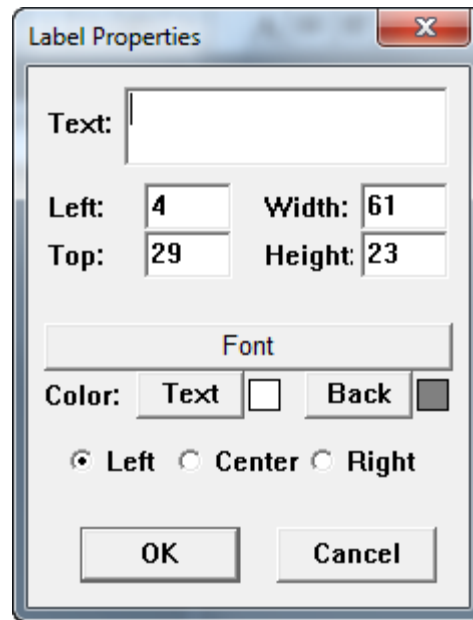 Label Properties
Text:
Left: 4 Width: 61
Top: 29 Height: 23
Font
Color: Text Back
Left Center Right
OK Cancel